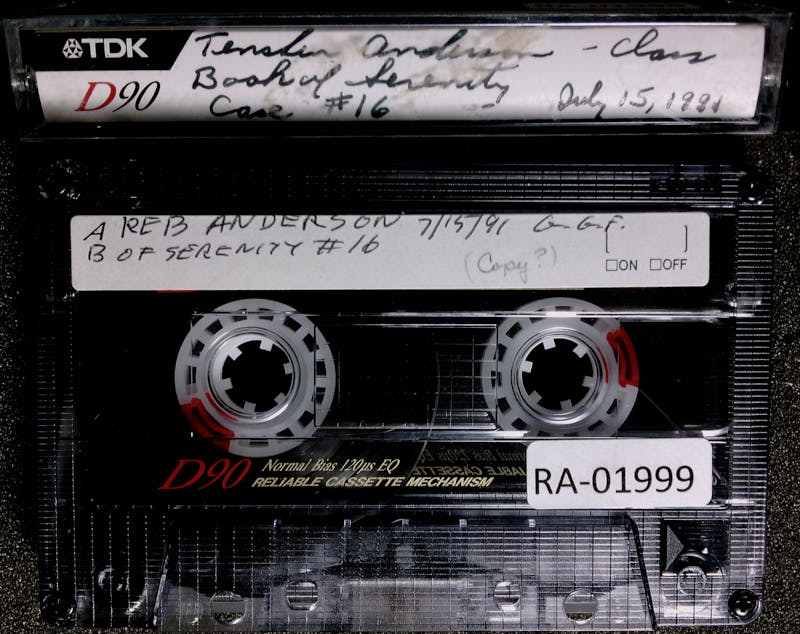 TDK
D90
Tenshin Anderson - Class
Book of Serenity
Case #16 July 15, 1991
A REB ANDERSON 7/15/91 G.G.F.
B OF SERENITY #16
(Copy?)
ON OFF
D90 Normal Bias 120µs EQ
RELIABLE CASSETTE MECHANISM
RA-01999